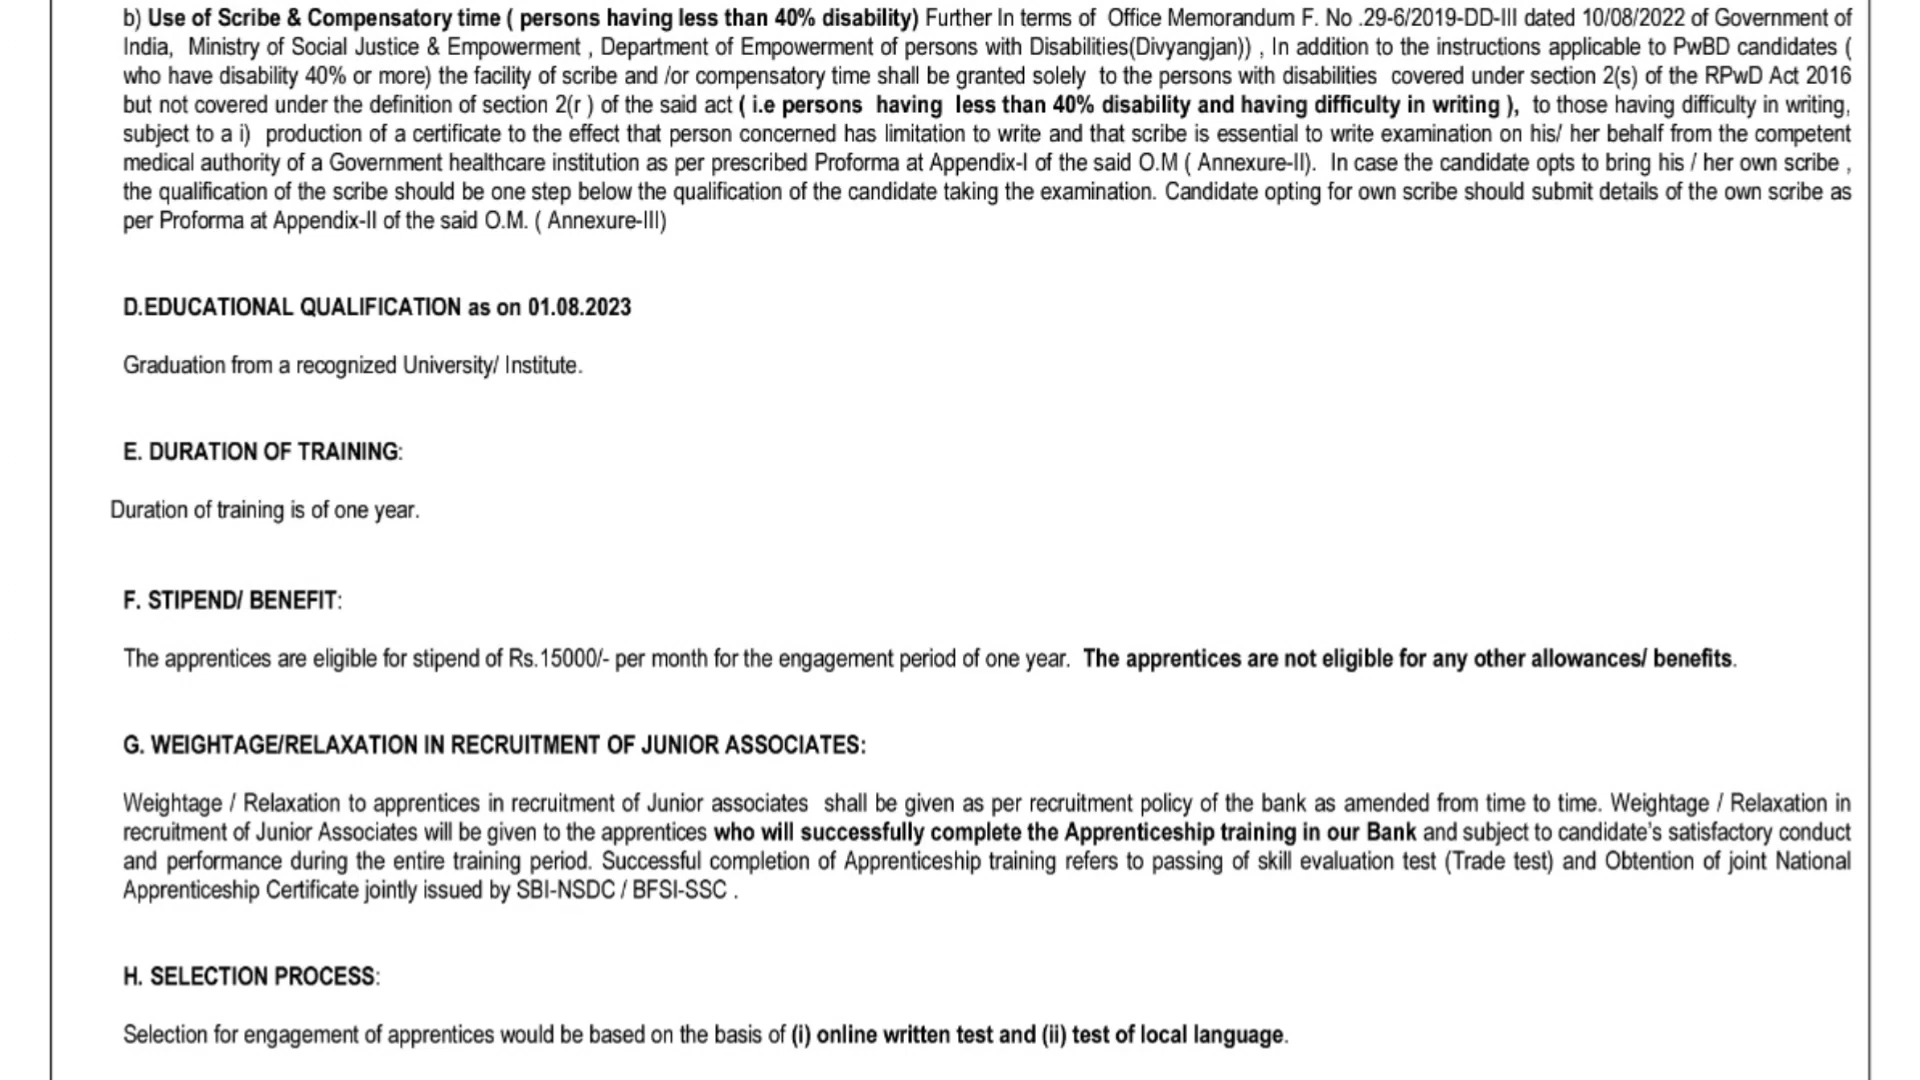 b) Use of Scribe & Compensatory time ( persons having less than 40% disability) Further In terms of Office Memorandum F. No .29-6/2019-DD-III dated 10/08/2022 of Government of
India, Ministry of Social Justice & Empowerment , Department of Empowerment of persons with Disabilities(Divyangjan)) , In addition to the instructions applicable to PwBD candidates (
who have disability 40% or more) the facility of scribe and /or compensatory time shall be granted solely to the persons with disabilities covered under section 2(s) of the RPwD Act 2016
but not covered under the definition of section 2(r ) of the said act ( i.e persons having less than 40% disability and having difficulty in writing ), to those having difficulty in writing,
subject to a i) production of a certificate to the effect that person concerned has limitation to write and that scribe is essential to write examination on his/ her behalf from the competent
medical authority of a Government healthcare institution as per prescribed Proforma at Appendix-I of the said O.M ( Annexure-II). In case the candidate opts to bring his / her own scribe ,
the qualification of the scribe should be one step below the qualification of the candidate taking the examination. Candidate opting for own scribe should submit details of the own scribe as
per Proforma at Appendix-II of the said O.M. ( Annexure-III)
D.EDUCATIONAL QUALIFICATION as on 01.08.2023
Graduation from a recognized University/ Institute.
E. DURATION OF TRAINING:
Duration of training is of one year.
F. STIPEND/ BENEFIT:
The apprentices are eligible for stipend of Rs.15000/- per month for the engagement period of one year. The apprentices are not eligible for any other allowances/ benefits.
G. WEIGHTAGE/RELAXATION IN RECRUITMENT OF JUNIOR ASSOCIATES:
Weightage / Relaxation to apprentices in recruitment of Junior associates shall be given as per recruitment policy of the bank as amended from time to time. Weightage / Relaxation in
recruitment of Junior Associates will be given to the apprentices who will successfully complete the Apprenticeship training in our Bank and subject to candidate's satisfactory conduct
and performance during the entire training period. Successful completion of Apprenticeship training refers to passing of skill evaluation test (Trade test) and Obtention of joint National
Apprenticeship Certificate jointly issued by SBI-NSDC / BFSI-SSC .
H. SELECTION PROCESS:
Selection for engagement of apprentices would be based on the basis of (i) online written test and (ii) test of local language.